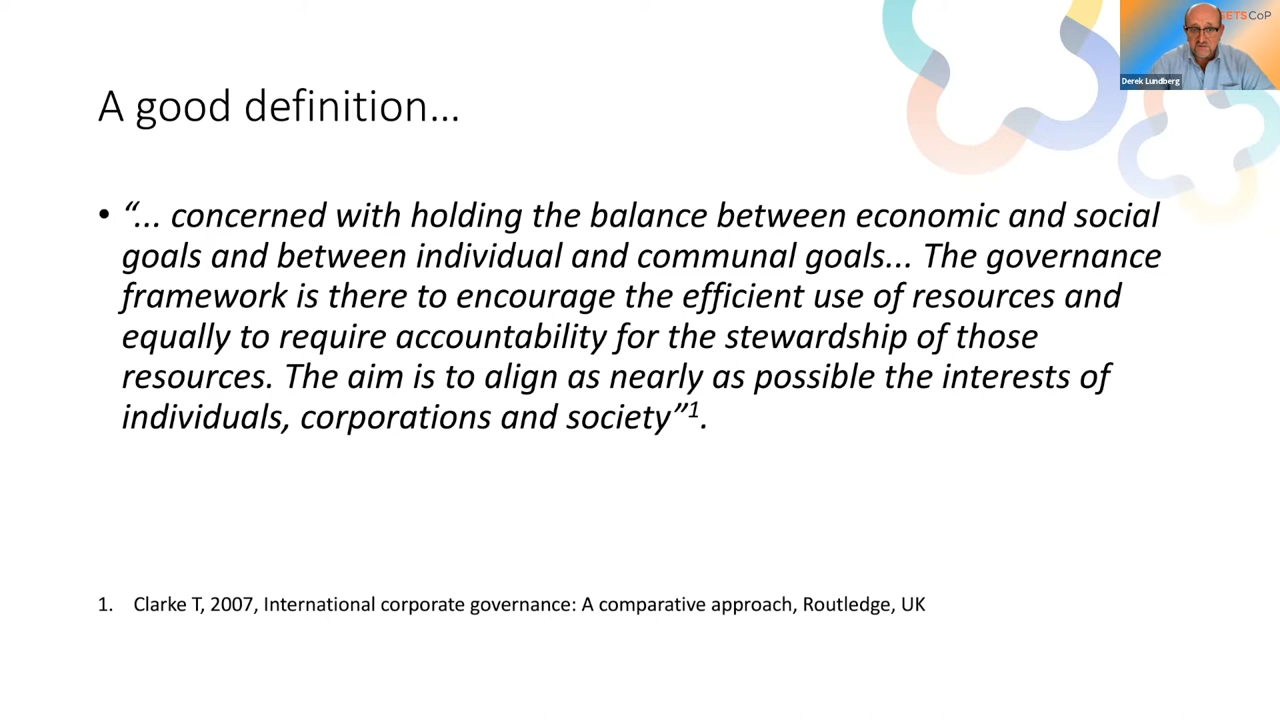 A good definition...
• “... concerned with holding the balance between economic and social
goals and between individual and communal goals... The governance
framework is there to encourage the efficient use of resources and
equally to require accountability for the stewardship of those
resources. The aim is to align as nearly as possible the interests of
individuals, corporations and society”¹.
1. Clarke T, 2007, International corporate governance: A comparative approach, Routledge, UK
ETSCoP
Derek Lundberg